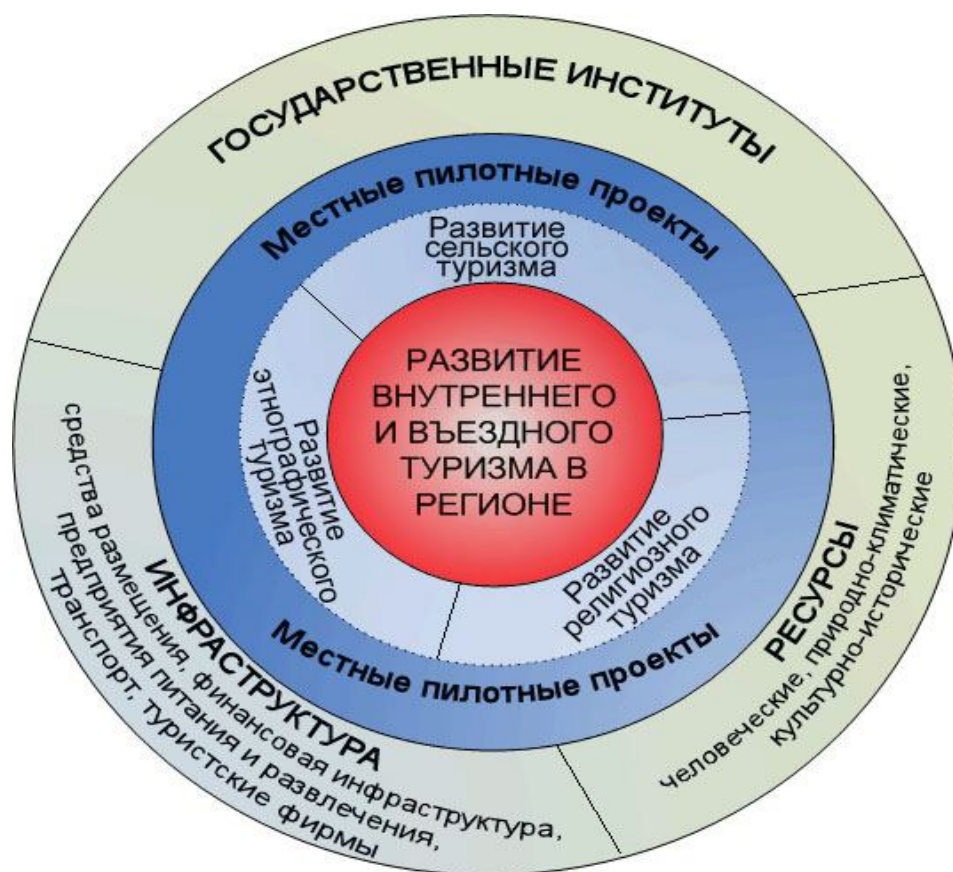 ГОСУДАРСТВЕННЫЕ ИНСТИТУТЫ
Местные пилотные проекты
Развитие
сельского
туризма
РАЗВИТИЕ
ВНУТРЕННЕГО
И ВЪЕЗДНОГО
ТУРИЗМА В
РЕГИОНЕ
Развитие
этнографического
туризма
Развитие
религиозного
туризма
Местные пилотные проекты
ИНФРАСТРУКТУРА
средства размещения, финансовая инфраструктура,
предприятия питания и развлечения,
транспорт, туристские фирмы
РЕСУРСЫ
человеческие, природно-климатические,
культурно-исторические